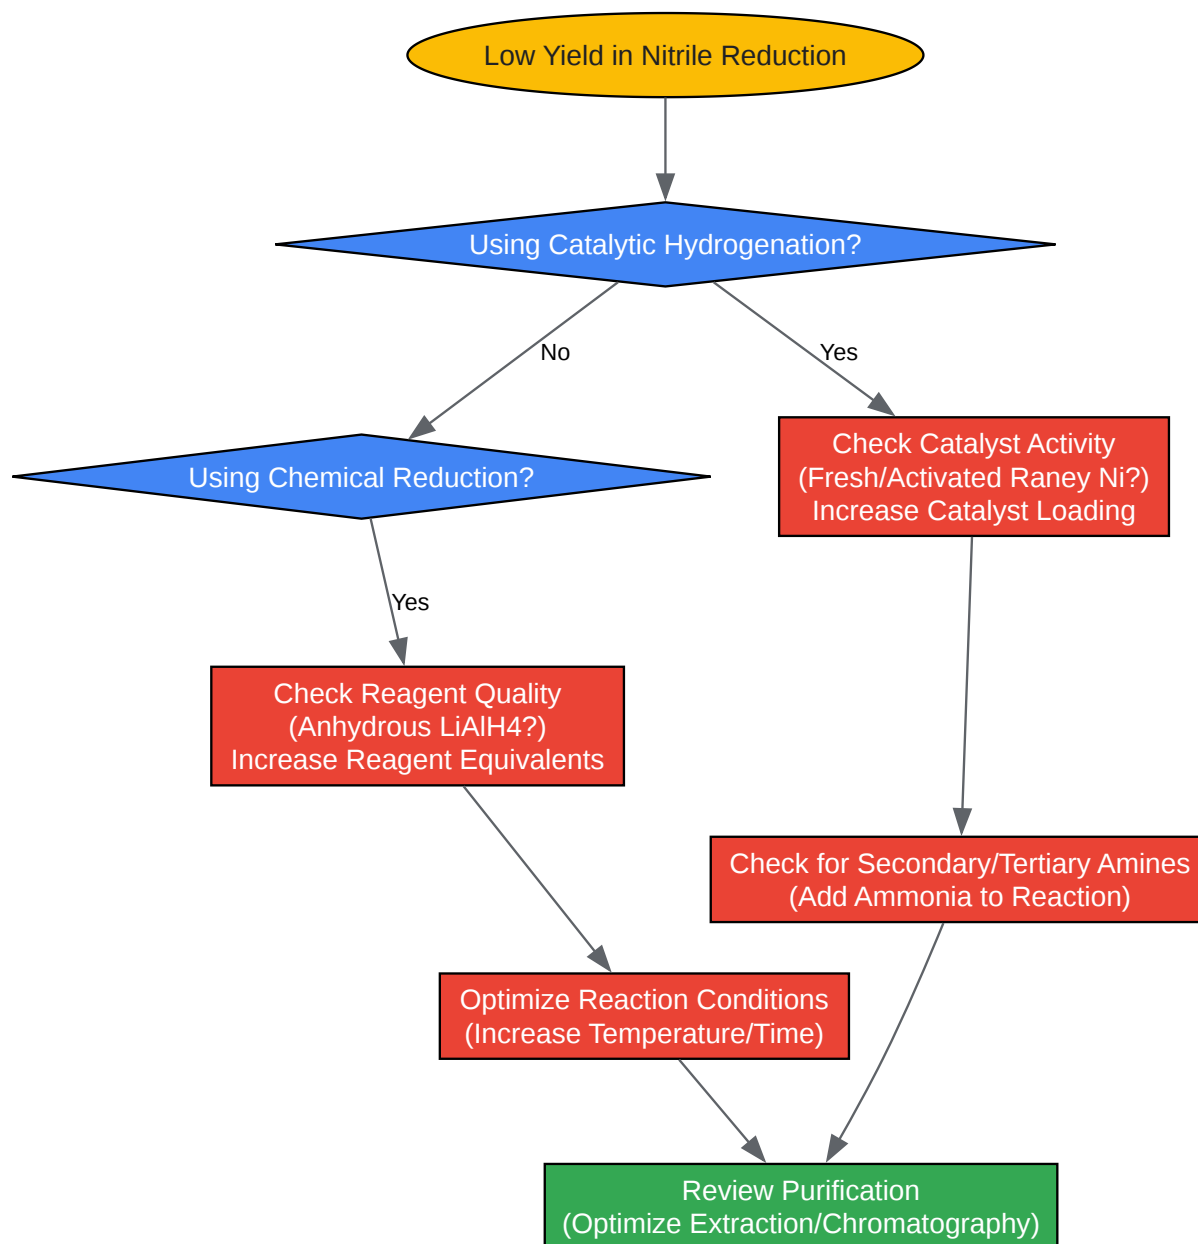 Low Yield in Nitrile Reduction
Using Catalytic Hydrogenation?
No
Yes
Using Chemical Reduction?
Check Catalyst Activity
(Fresh/Activated Raney Ni?)
Increase Catalyst Loading
Yes
Check Reagent Quality
(Anhydrous LiAlH4?)
Increase Reagent Equivalents
Check for Secondary/Tertiary Amines
(Add Ammonia to Reaction)
Optimize Reaction Conditions
(Increase Temperature/Time)
Review Purification
(Optimize Extraction/Chromatography)